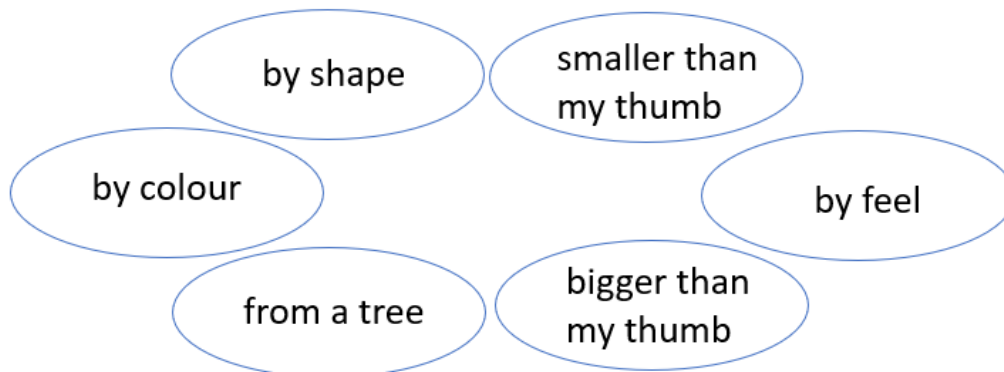 by shape
smaller than
my thumb
by colour
by feel
from a tree
bigger than
my thumb